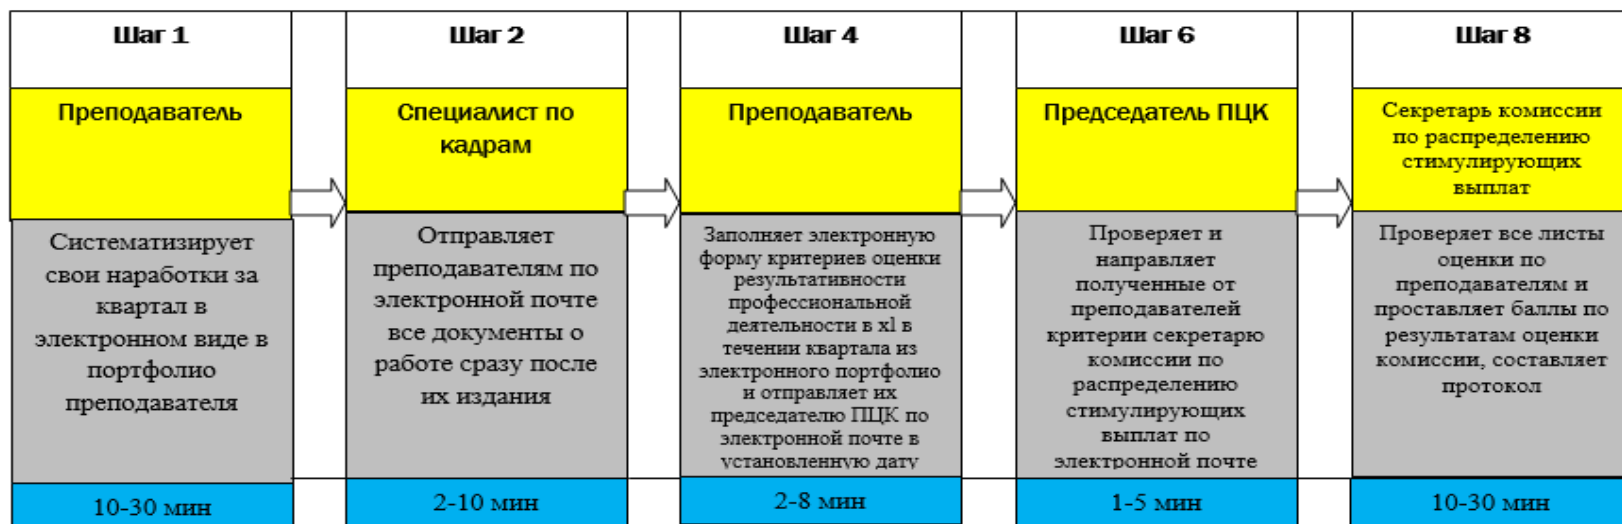 Шаг 1
Преподаватель
Систематизирует
свои наработки за
квартал в
электронном виде в
портфолио
преподавателя
10-30 мин
Шаг 2
Специалист по
кадрам
Отправляет
преподавателям по
электронной почте
все документы о
работе сразу после
их издания
2-10 мин
Шаг 4
Преподаватель
Заполняет электронную
форму критериев оценки
результативности
профессиональной
деятельности в xl в
течении квартала из
электронного портфолио
и отправляет их
председателю ПЦК по
электронной почте в
установленную дату
2-8 мин
Шаг 6
Председатель ПЦК
Проверяет и
направляет
полученные от
преподавателей
критерии секретарю
комиссии по
распределению
стимулирующих
выплат по
электронной почте
1-5 мин
Шаг 8
Секретарь комиссии
по распределению
стимулирующих
выплат
Проверяет все листы
оценки по
преподавателям и
проставляет баллы по
результатам оценки
комиссии, составляет
протокол
10-30 мин